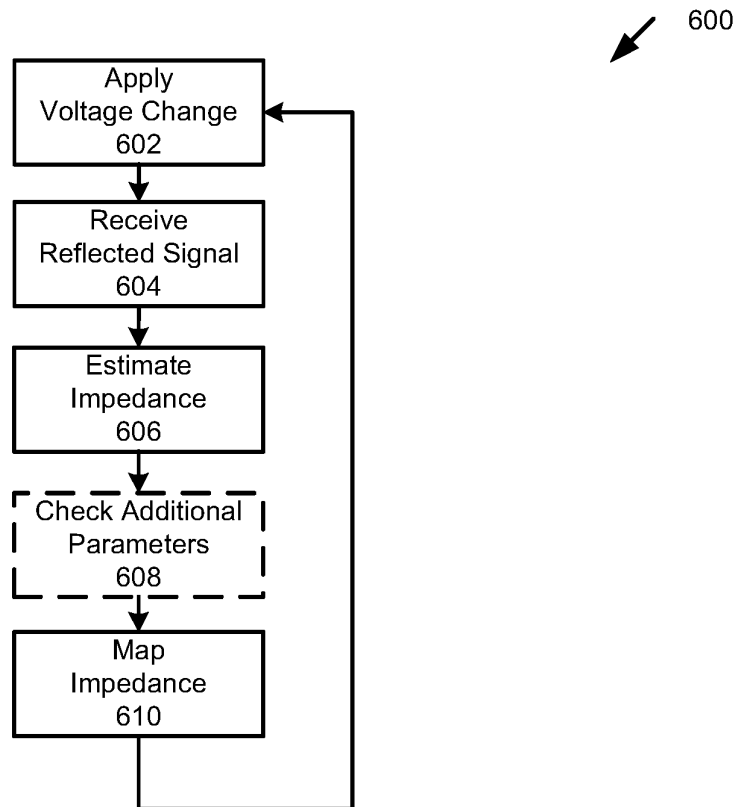 600
Apply
Voltage Change
602
Receive
Reflected Signal
604
Estimate
Impedance
606
Check Additional
Parameters
608
Map
Impedance
610